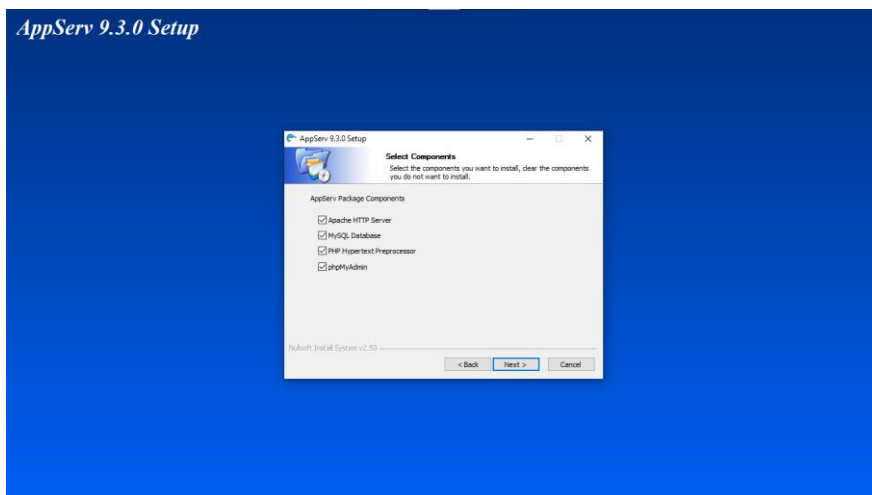 AppServ 9.3.0 Setup
AppServ 9.3.0 Setup
Select Components
Select the components you want to install, clear the components
you do not want to install.
AppServ Package Components
Apache HTTP Server
MySQL Database
PHP Hypertext Preprocessor
phpMyAdmin
Nullsoft Install System v2.50
< Back
Next >
Cancel